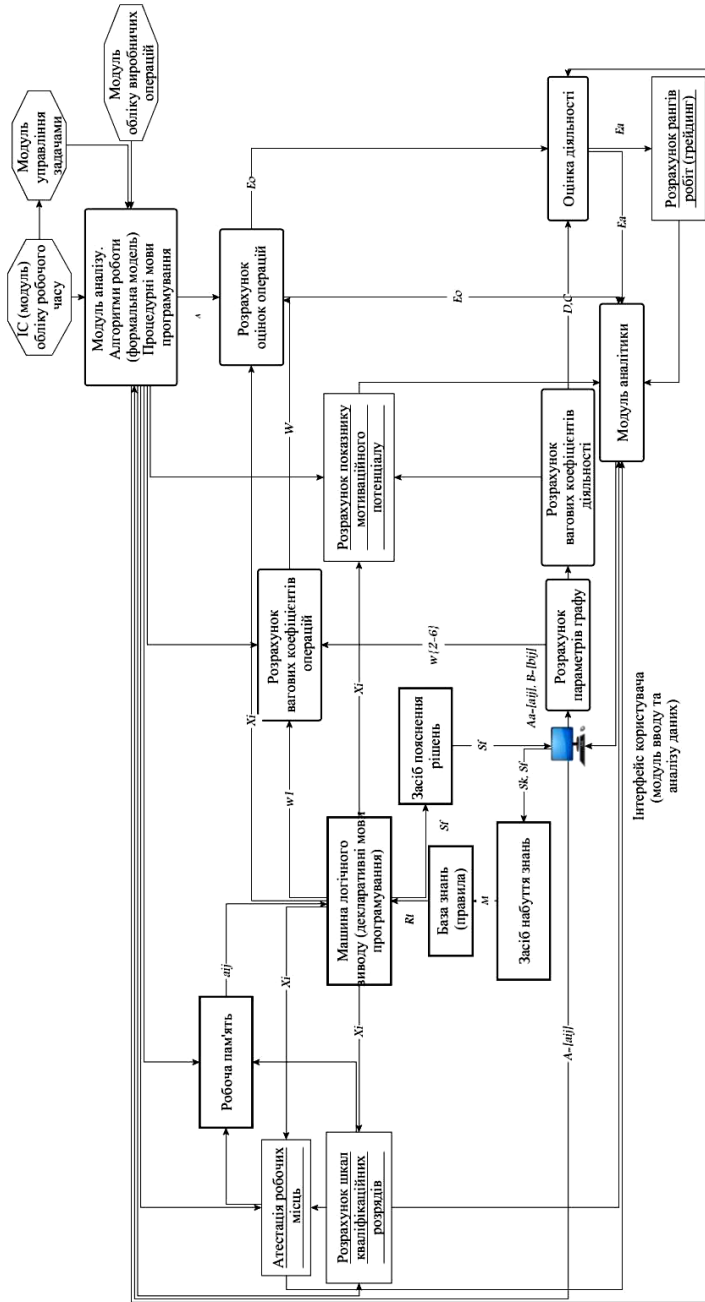 ІС (модуль)
обліку робочого
часу
Модуль
управління
задачами
Модуль
обліку виробничих
операцій
Модуль аналізу.
Алгоритми роботи
(формальна модель)
Процедурні мови
програмування
A
Розрахунок
оцінок операцій
Eo
Оцінка діяльності
Ea
Ea
Розрахунок рангів
робіт (грейдинг)
Eo
W
D,C
Модуль аналітики
Розрахунок показнику
мотиваційного
потенціалу
Розрахунок
вагових коефіцієнтів
діяльності
Розрахунок
вагових коефіцієнтів
операцій
Xi
w{2-6}
Розрахунок
параметрів графу
Aa=[aij], B=[bij]
w1
Xi
Засіб пояснення
рішень
Sf
Sf
Sk, Sf
Інтерфейс користувача
(модуль вводу та
аналізу даних)
Машина логічного
виводу (декларативні мови
програмування)
Rt
База знань
(правила)
M
Засіб набуття знань
aij
Xi
Xi
A=[aij]
Робоча пам'ять
Атестація робочих
місць
Розрахунок шкал
кваліфікаційних
розрядів